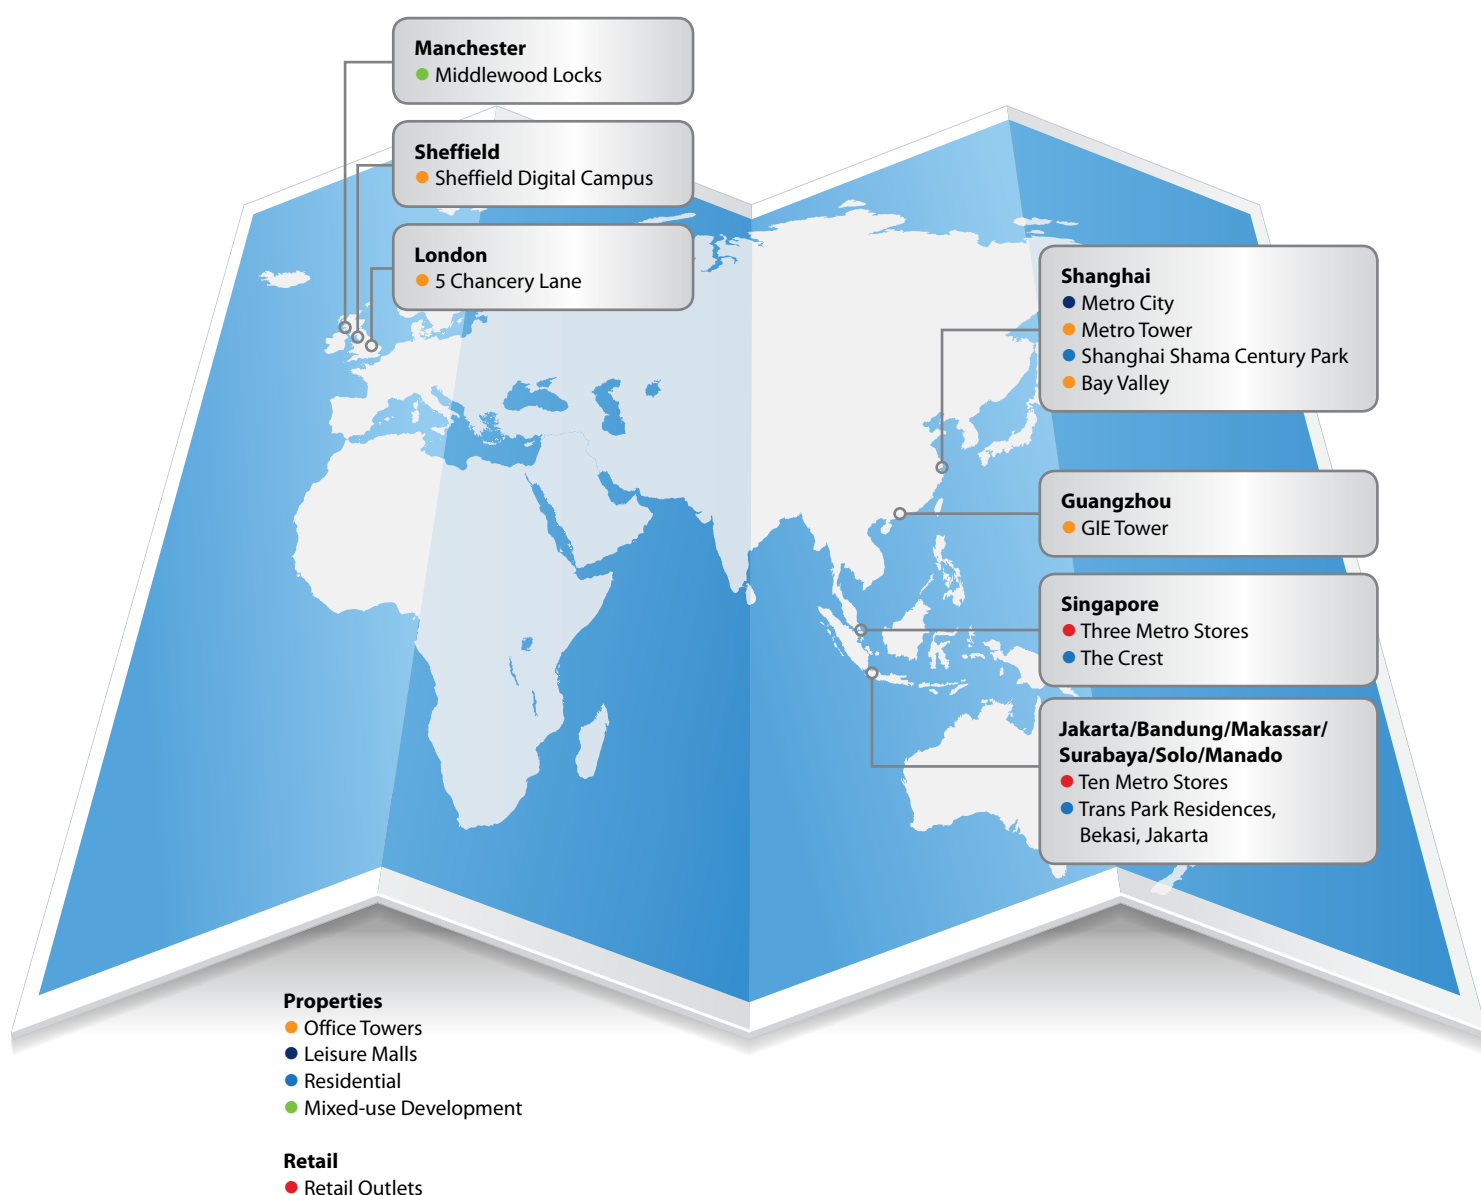 Manchester
Middlewood Locks
Sheffield
Sheffield Digital Campus
London
5 Chancery Lane
Shanghai
Metro City
Metro Tower
Shanghai Shama Century Park
Bay Valley
Guangzhou
GIE Tower
Singapore
Three Metro Stores
The Crest
Jakarta/Bandung/Makassar/
Surabaya/Solo/Manado
Ten Metro Stores
Trans Park Residences,
Bekasi, Jakarta
Properties
Office Towers
Leisure Malls
Residential
Mixed-use Development
Retail
Retail Outlets